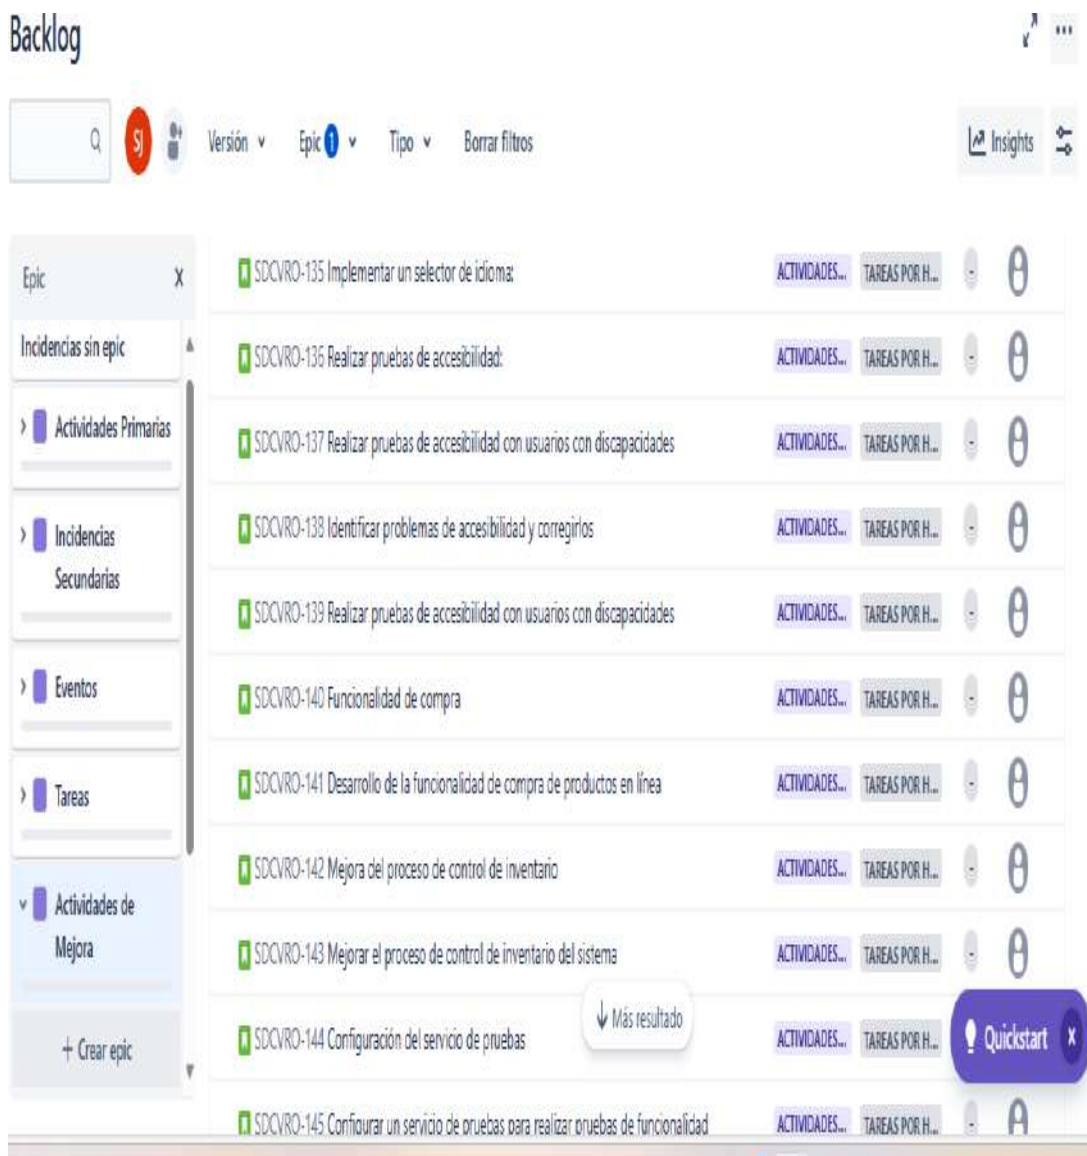 Backlog
SJ
Versión
Epic 1
Tipo
Borrar filtros
Insights
Epic
X
Incidencias sin epic
Actividades Primarias
Incidencias
Secundarias
Eventos
Tareas
Actividades de
Mejora
+ Crear epic
SDCVRO-135 Implementar un selector de idioma: ACTIVIDADES... TAREAS POR H... -
SDCVRO-136 Realizar pruebas de accesibilidad: ACTIVIDADES... TAREAS POR H... -
SDCVRO-137 Realizar pruebas de accesibilidad con usuarios con discapacidades ACTIVIDADES... TAREAS POR H... -
SDCVRO-138 Identificar problemas de accesibilidad y corregirlos ACTIVIDADES... TAREAS POR H... -
SDCVRO-139 Realizar pruebas de accesibilidad con usuarios con discapacidades ACTIVIDADES... TAREAS POR H... -
SDCVRO-140 Funcionalidad de compra ACTIVIDADES... TAREAS POR H... -
SDCVRO-141 Desarrollo de la funcionalidad de compra de productos en línea ACTIVIDADES... TAREAS POR H... -
SDCVRO-142 Mejora del proceso de control de inventario ACTIVIDADES... TAREAS POR H... -
SDCVRO-143 Mejorar el proceso de control de inventario del sistema ACTIVIDADES... TAREAS POR H... -
Más resultado
SDCVRO-144 Configuración del servicio de pruebas ACTIVIDADES... TAREAS POR H...
Quickstart x
SDCVRO-145 Configurar un servicio de pruebas para realizar pruebas de funcionalidad ACTIVIDADES... TAREAS POR H... -